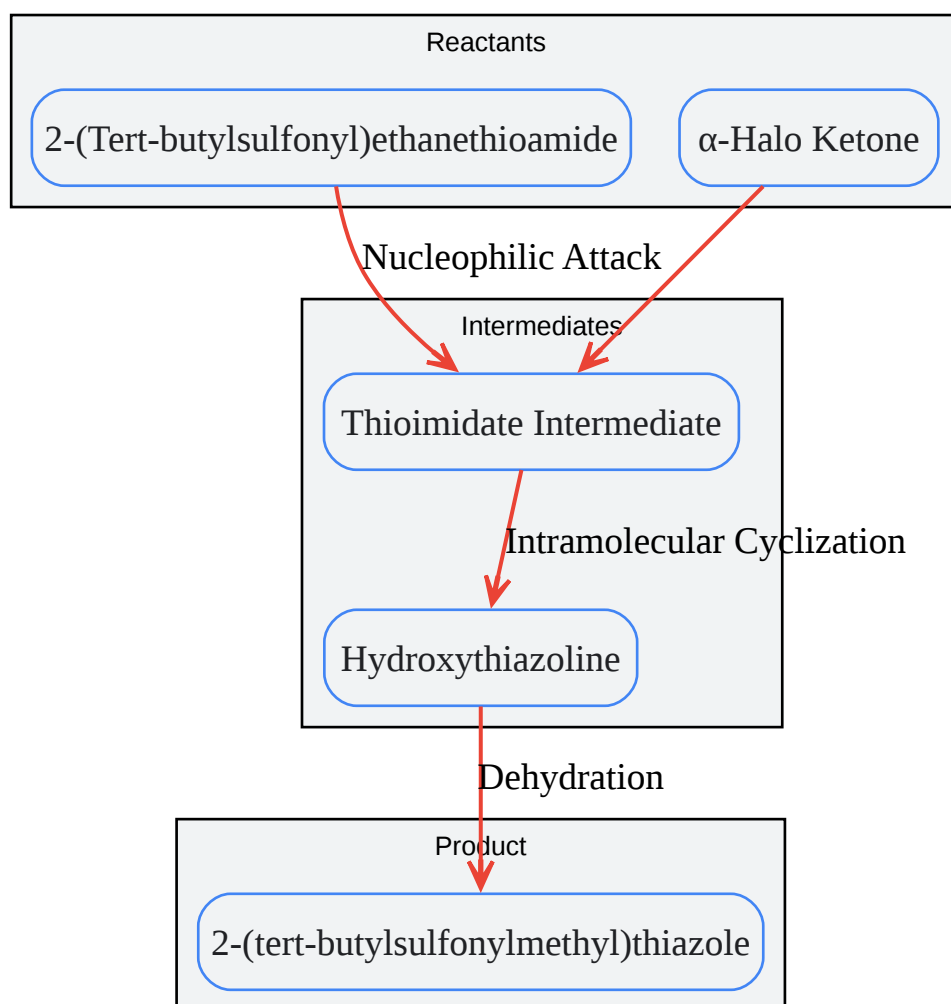 Reactants
2-(Tert-butylsulfonyl)ethanethioamide
α-Halo Ketone
Nucleophilic Attack
Intermediates
Thioimidate Intermediate
Intramolecular Cyclization
Hydroxythiazoline
Dehydration
Product
2-(tert-butylsulfonylmethyl)thiazole